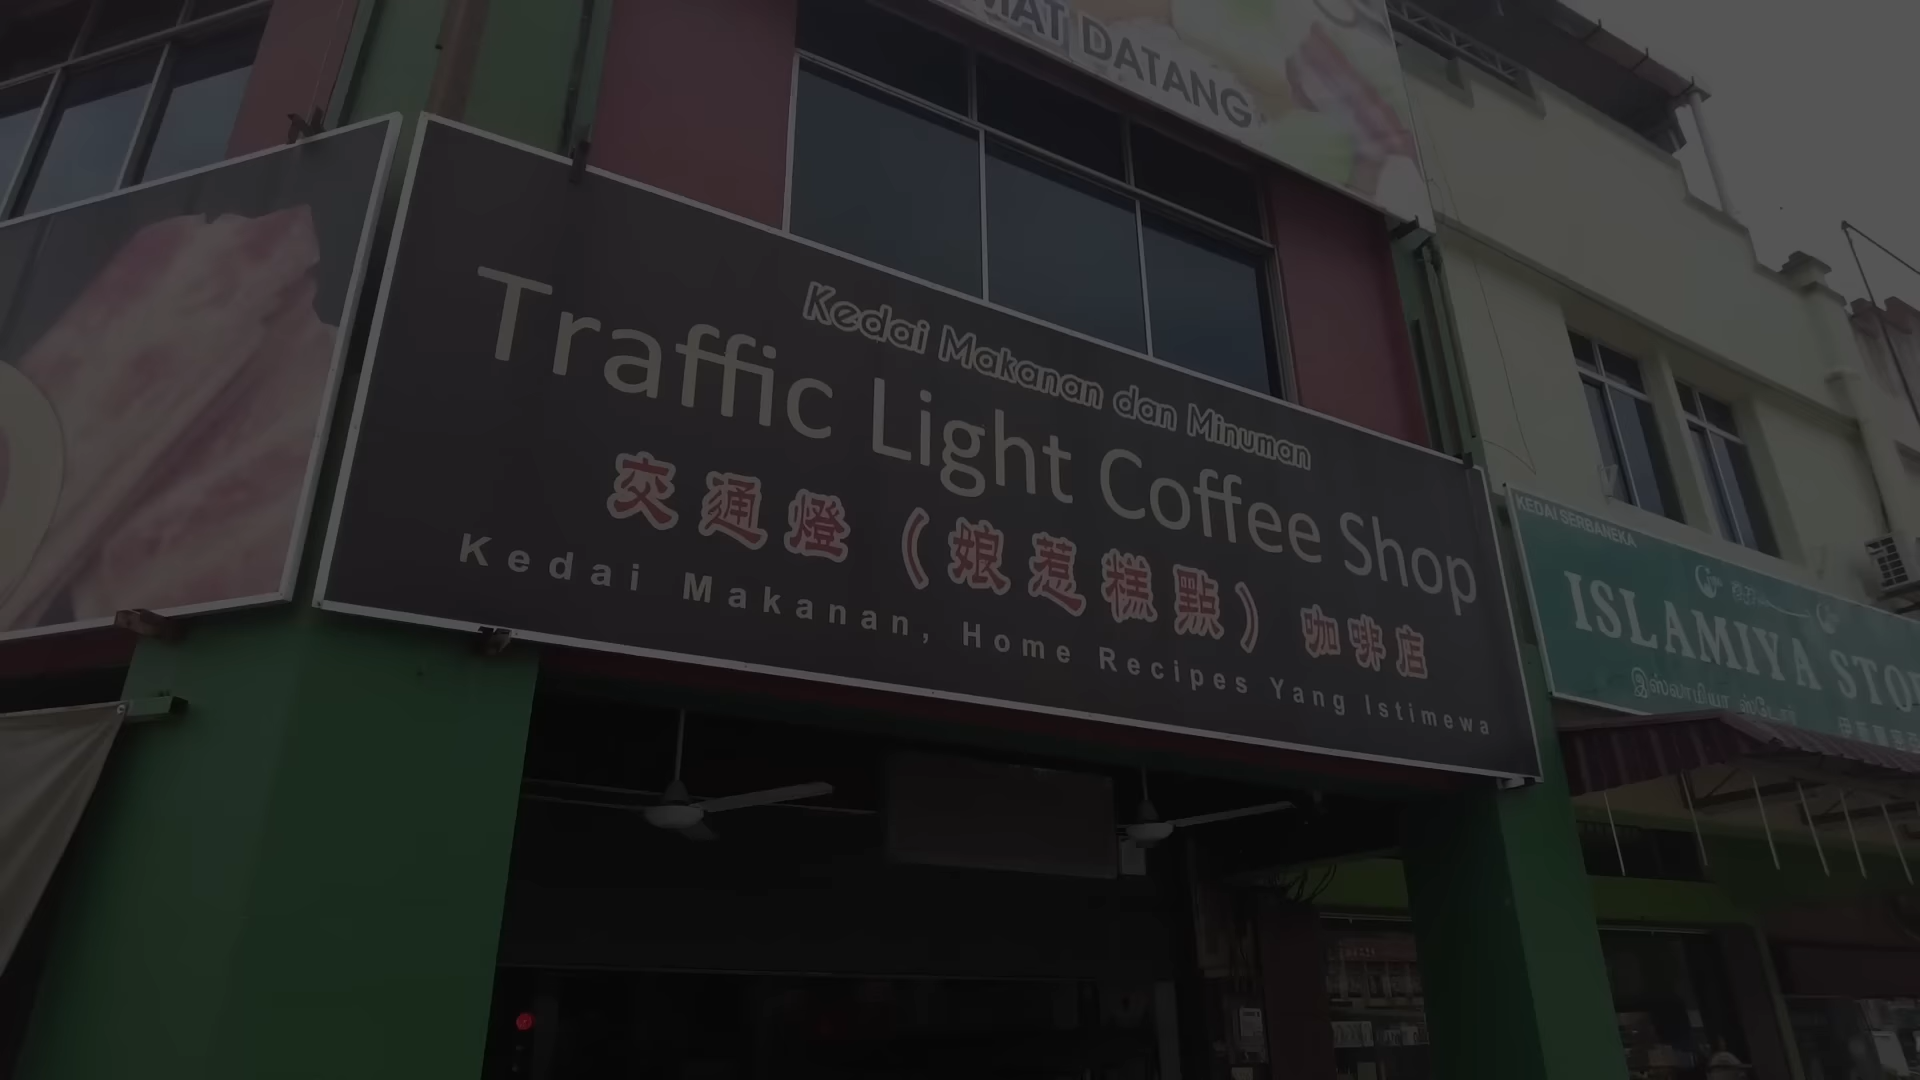 DATANG
Kedai Makanan dan Minuman
Traffic Light Coffee Shop
交通燈（娘惹糕點）咖啡店
Kedai Makanan, Home Recipes Yang Istimewa
KEDAI SERBANEKA
ISLAMIYA
இஸ்லாமியா ஸ்டோர்